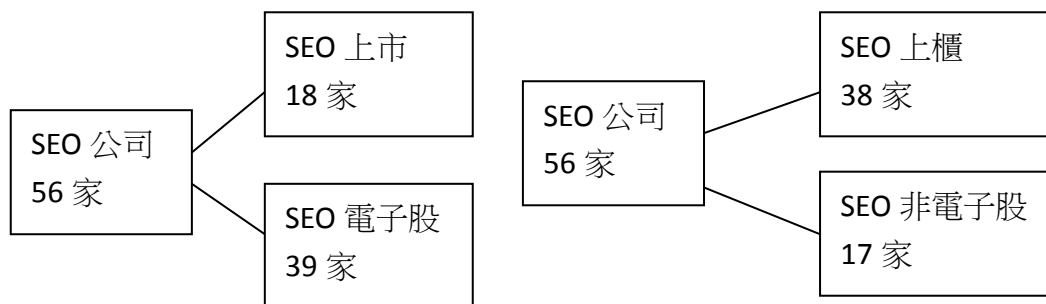 SEO 上市
18 家
SEO 公司
56 家
SEO 電子股
39 家
SEO 上櫃
38 家
SEO 公司
56 家
SEO 非電子股
17 家